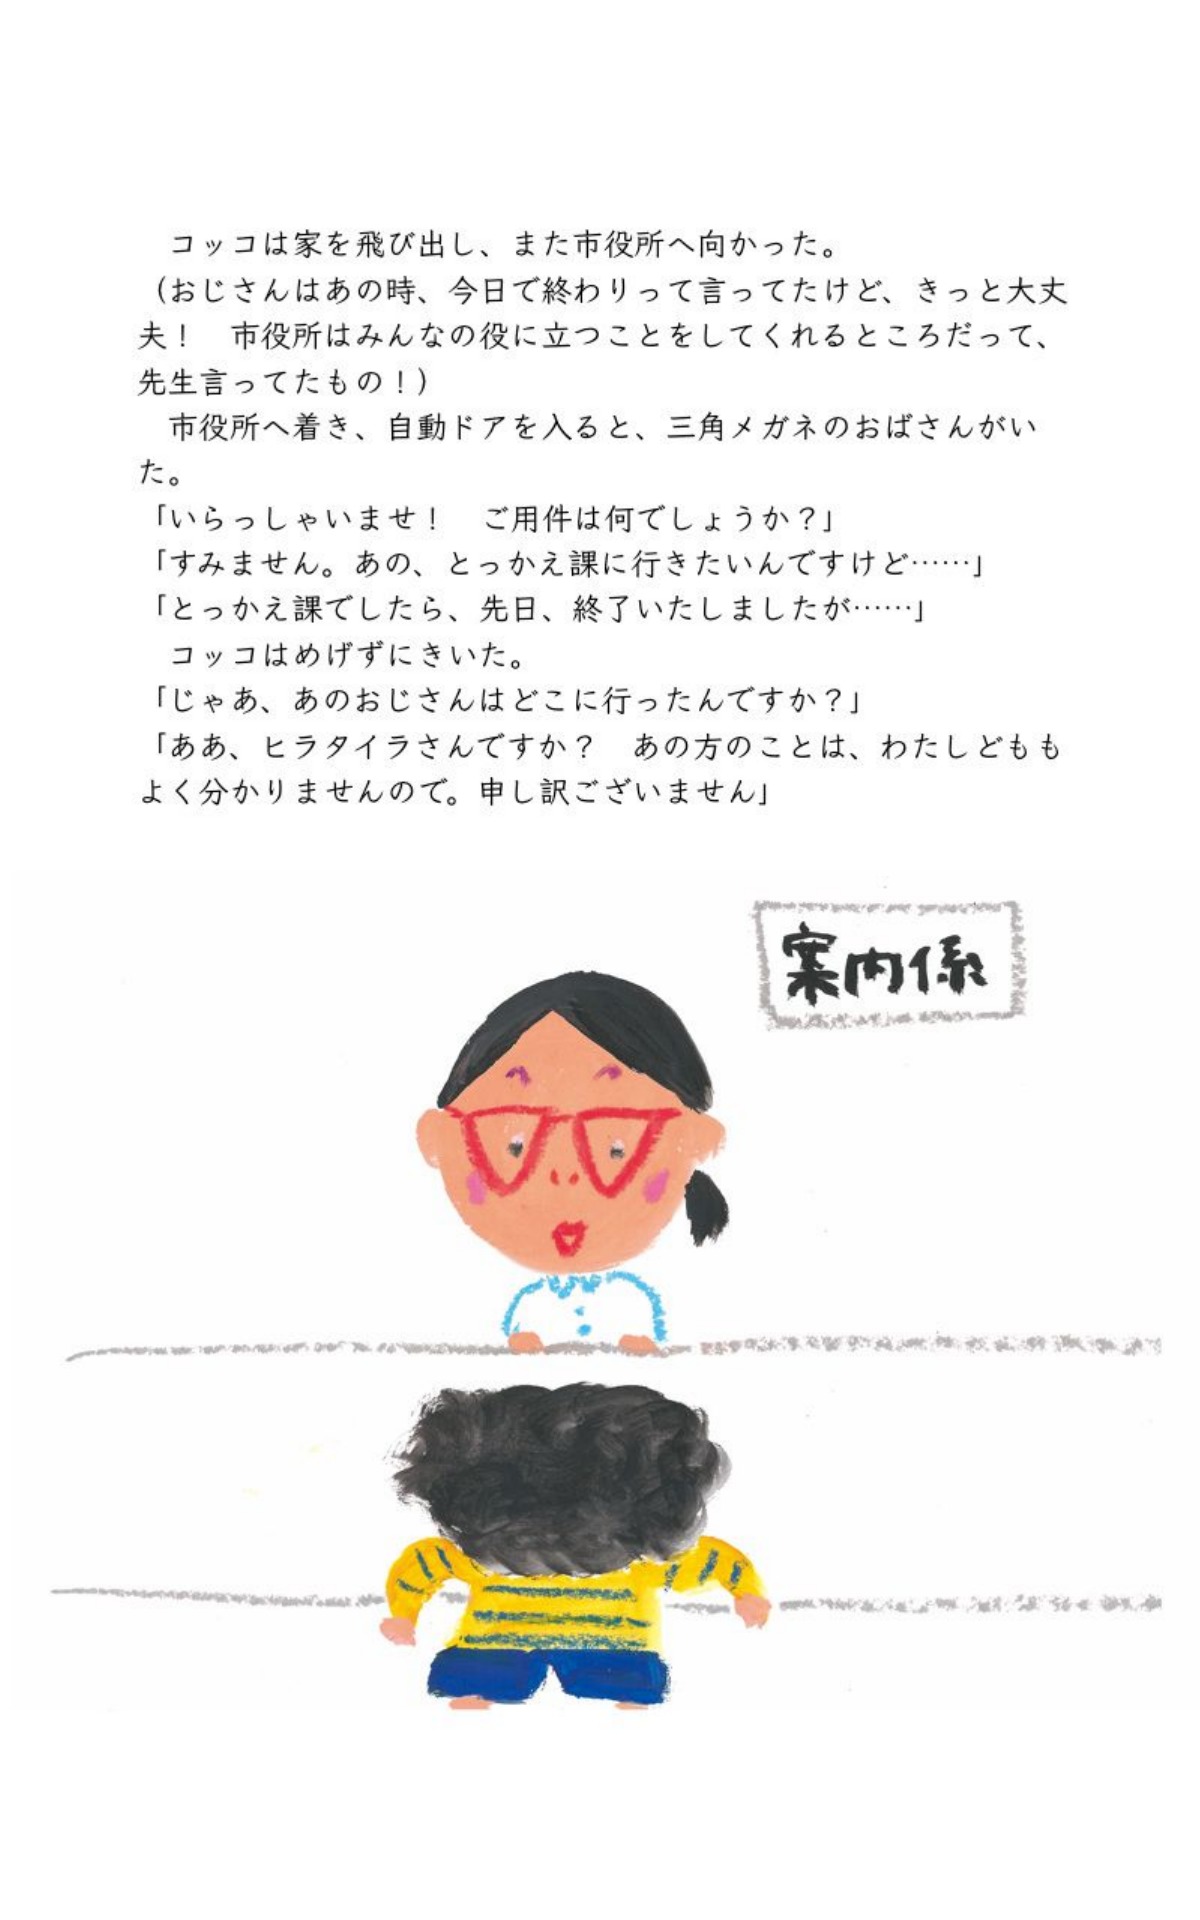 コッコは家を飛び出し、また市役所へ向かった。
（おじさんはあの時、今日で終わりって言ってたけど、きっと大丈
夫！　市役所はみんなの役に立つことをしてくれるところだって、
先生言ってたもの！）
市役所へ着き、自動ドアを入ると、三角メガネのおばさんがい
た。
「いらっしゃいませ！　ご用件は何でしょうか？」
「すみません。あの、とっかえ課に行きたいんですけど……」
「とっかえ課でしたら、先日、終了いたしましたが……」
コッコはめげずにきいた。
「じゃあ、あのおじさんはどこに行ったんですか？」
「ああ、ヒラタイラさんですか？　あの方のことは、わたしどもも
よく分かりませんので。申し訳ございません」
案内係